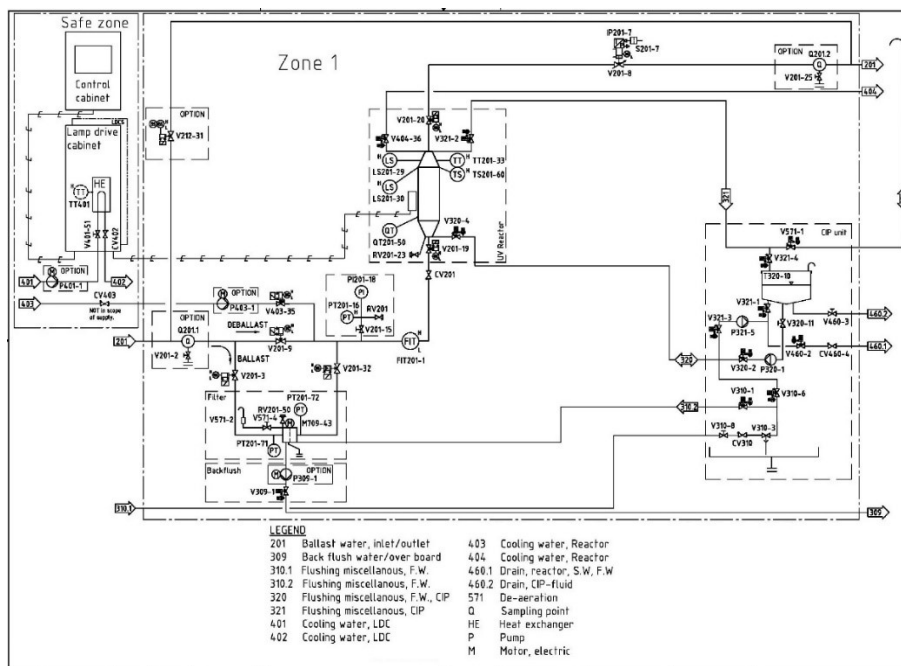 Safe zone
Control
cabinet
LDCS
Lamp drive
cabinet
HE
H
TT
TT401
V401-51
CV402
OPTION
M
P401-1
401
402
403
CV403
NOT in scope
of supply.
Zone 1
OPTION
V212-31
IP201-7
S201-7
V201-8
OPTION
Q201.2
Q
V201-25
201
404
V201-20
V404-36
V321-2
H
LS
LS201-29
H
LS
LS201-30
TT
H
TT201-33
TS
H
TS201-60
QT
QT201-50
RV201-23
V320-4
V201-19
CV201
UV Reactor
321
V571-1
CIP unit
V321-4
T320-10
V321-1
V321-3
P321-5
V320-11
V460-3
460.2
V460-2
CV460-4
460.1
320
V320-2
P320-1
V310-1
V310-6
310.2
V310-8
CV310
V310-3
OPTION
M
P403-1
V403-35
PI201-18
PI
PT201-16
PT
H
RV201
V201-15
201
OPTION
Q201.1
Q
V201-2
DEBALLAST
V201-9
BALLAST
V201-3
V201-32
FIT
H
FIT201-1
Filter
PT201-72
RV201-50
PT
V571-4
M
M709-43
V571-2
PT201-71
PT
Backflush
OPTION
M
P309-1
V309-1
310.1
309
LEGEND
201 Ballast water, inlet/outlet
309 Back flush water/over board
310.1 Flushing miscellanous, F.W.
310.2 Flushing miscellanous, F.W.
320 Flushing miscellanous, F.W., CIP
321 Flushing miscellanous, CIP
401 Cooling water, LDC
402 Cooling water, LDC
403 Cooling water, Reactor
404 Cooling water, Reactor
460.1 Drain, reactor, S.W, F.W
460.2 Drain, CIP-fluid
571 De-aeration
Q Sampling point
HE Heat exchanger
P Pump
M Motor, electric